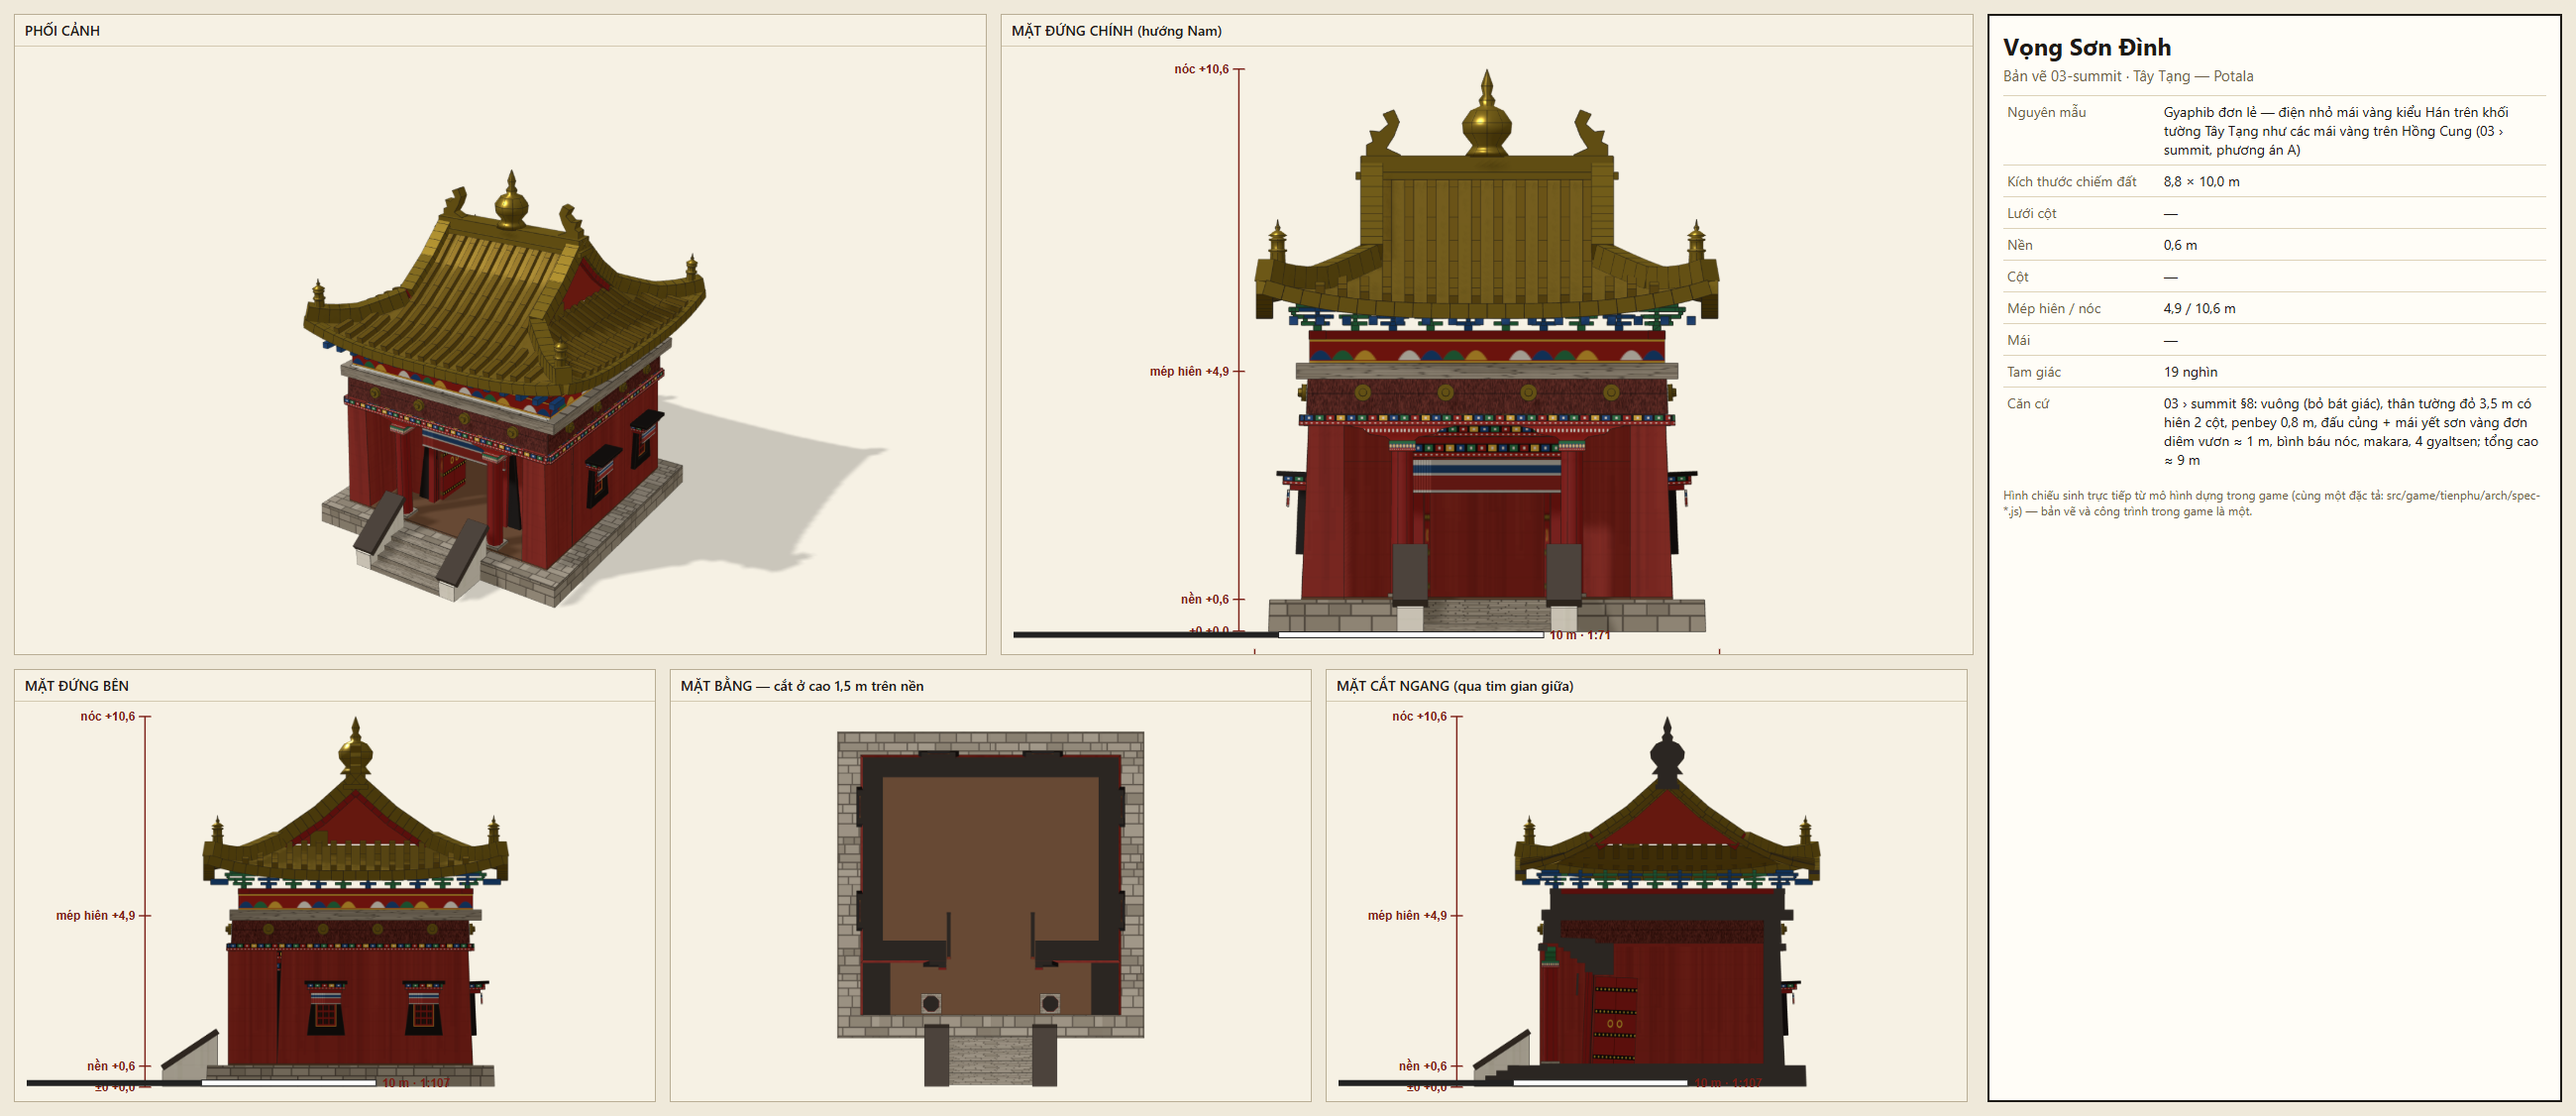 PHỐI CẢNH
MẶT ĐỨNG CHÍNH (hướng Nam)
nóc +10,6
mép hiên +4,9
nền +0,6
±0 +0,0
10 m · 1:71
MẶT ĐỨNG BÊN
nóc +10,6
mép hiên +4,9
nền +0,6
±0 +0,0
10 m · 1:107
MẶT BẰNG — cắt ở cao 1,5 m trên nền
MẶT CẮT NGANG (qua tim gian giữa)
nóc +10,6
mép hiên +4,9
nền +0,6
±0 +0,0
10 m · 1:107
Vọng Sơn Đình
Bản vẽ 03-summit · Tây Tạng — Potala
Nguyên mẫu
Gyaphib đơn lẻ — điện nhỏ mái vàng kiểu Hán trên khối
tường Tây Tạng như các mái vàng trên Hồng Cung (03 ›
summit, phương án A)
Kích thước chiếm đất
8,8 × 10,0 m
Lưới cột
—
Nền
0,6 m
Cột
—
Mép hiên / nóc
4,9 / 10,6 m
Mái
—
Tam giác
19 nghìn
Căn cứ
03 › summit §8: vuông (bỏ bát giác), thân tường đỏ 3,5 m có
hiên 2 cột, penbey 0,8 m, đấu củng + mái yết sơn vàng đơn
diêm vươn ≈ 1 m, bình báu nóc, makara, 4 gyaltsen; tổng cao
≈ 9 m
Hình chiếu sinh trực tiếp từ mô hình dựng trong game (cùng một đặc tả: src/game/tienphu/arch/spec-
*.js) — bản vẽ và công trình trong game là một.